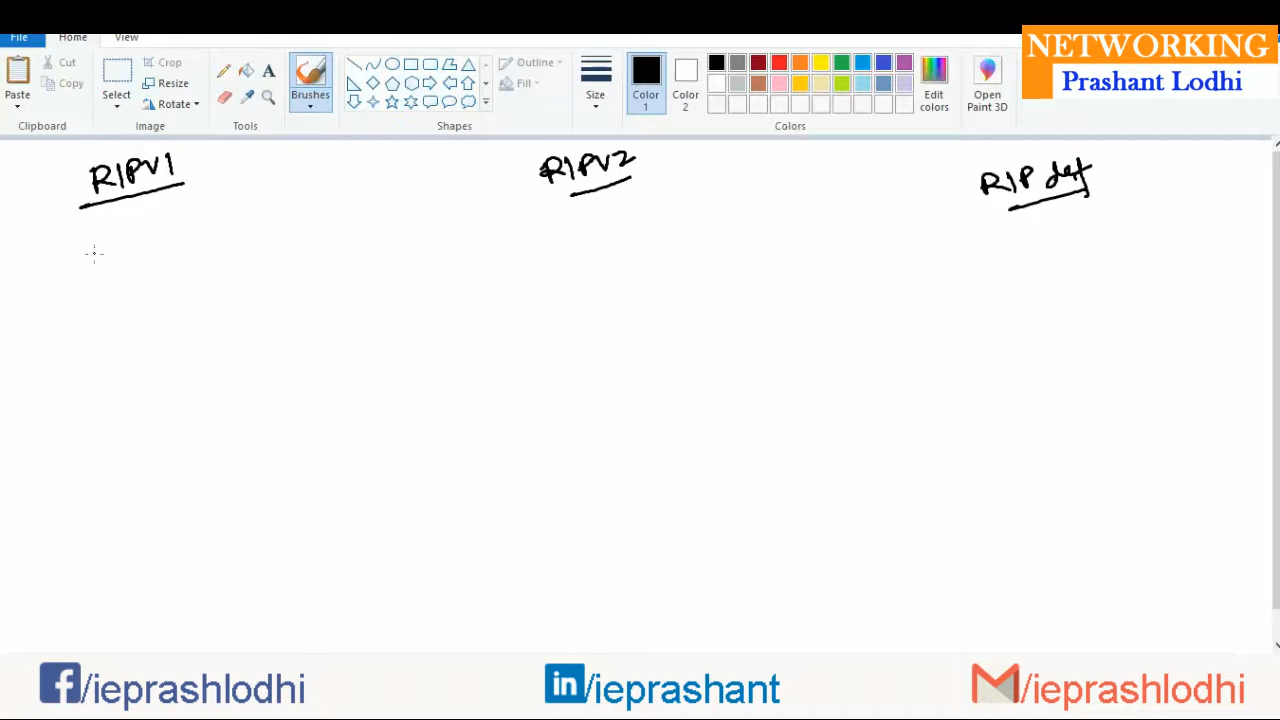 File Home View
NETWORKING
Prashant Lodhi
Paste
Cut
Copy
Clipboard
Select
Crop
Resize
Rotate
Image
A
Tools
Brushes
Shapes
Outline
Fill
Size
Color 1
Color 2
Edit colors
Open Paint 3D
Colors
RIPV1 RIPV2 RIP def
f/ieprashlodhi in/ieprashant /ieprashlodhi